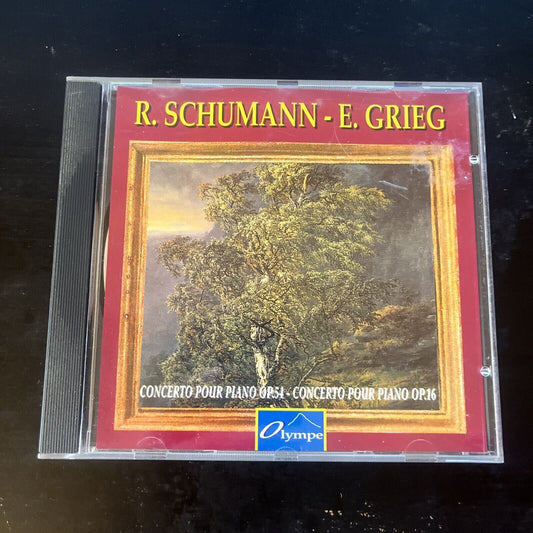 R. SCHUMANN - E. GRIEG
CONCERTO POUR PIANO OP.54 - CONCERTO POUR PIANO OP.16
Olympe